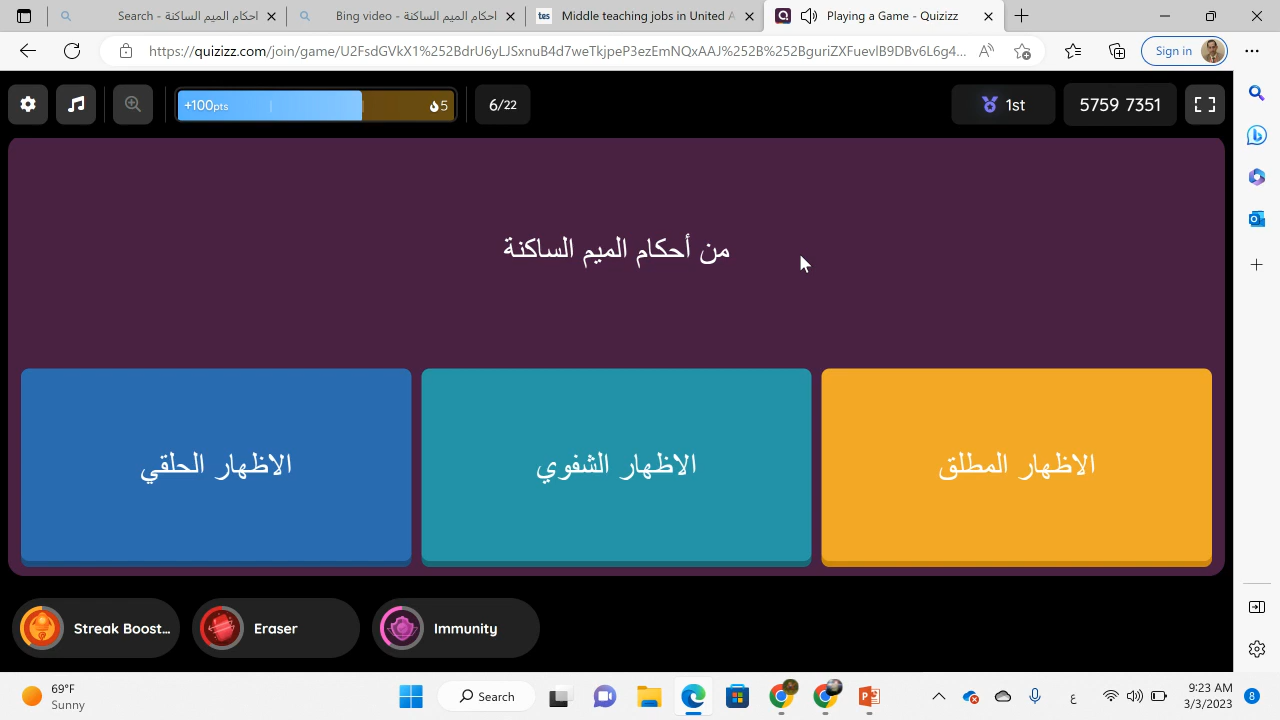 Search - احكام الميم الساكنة
Bing video - احكام الميم الساكنة
tes Middle teaching jobs in United A
Playing a Game - Quizizz
https://quizizz.com/join/game/U2FsdGVkX1%252BdrU6yLJSxnuB4d7weTkjpeP3ezEmNQxAAJ%252B%252BguriZXFuevlB9DBv6L6g4...
Sign in
+100pts
5
6/22
1st
5759 7351
من أحكام الميم الساكنة
الاظهار الحلقي
الاظهار الشفوي
الاظهار المطلق
Streak Boost...
Eraser
Immunity
69°F
Sunny
Search
ع
9:23 AM
3/3/2023
8